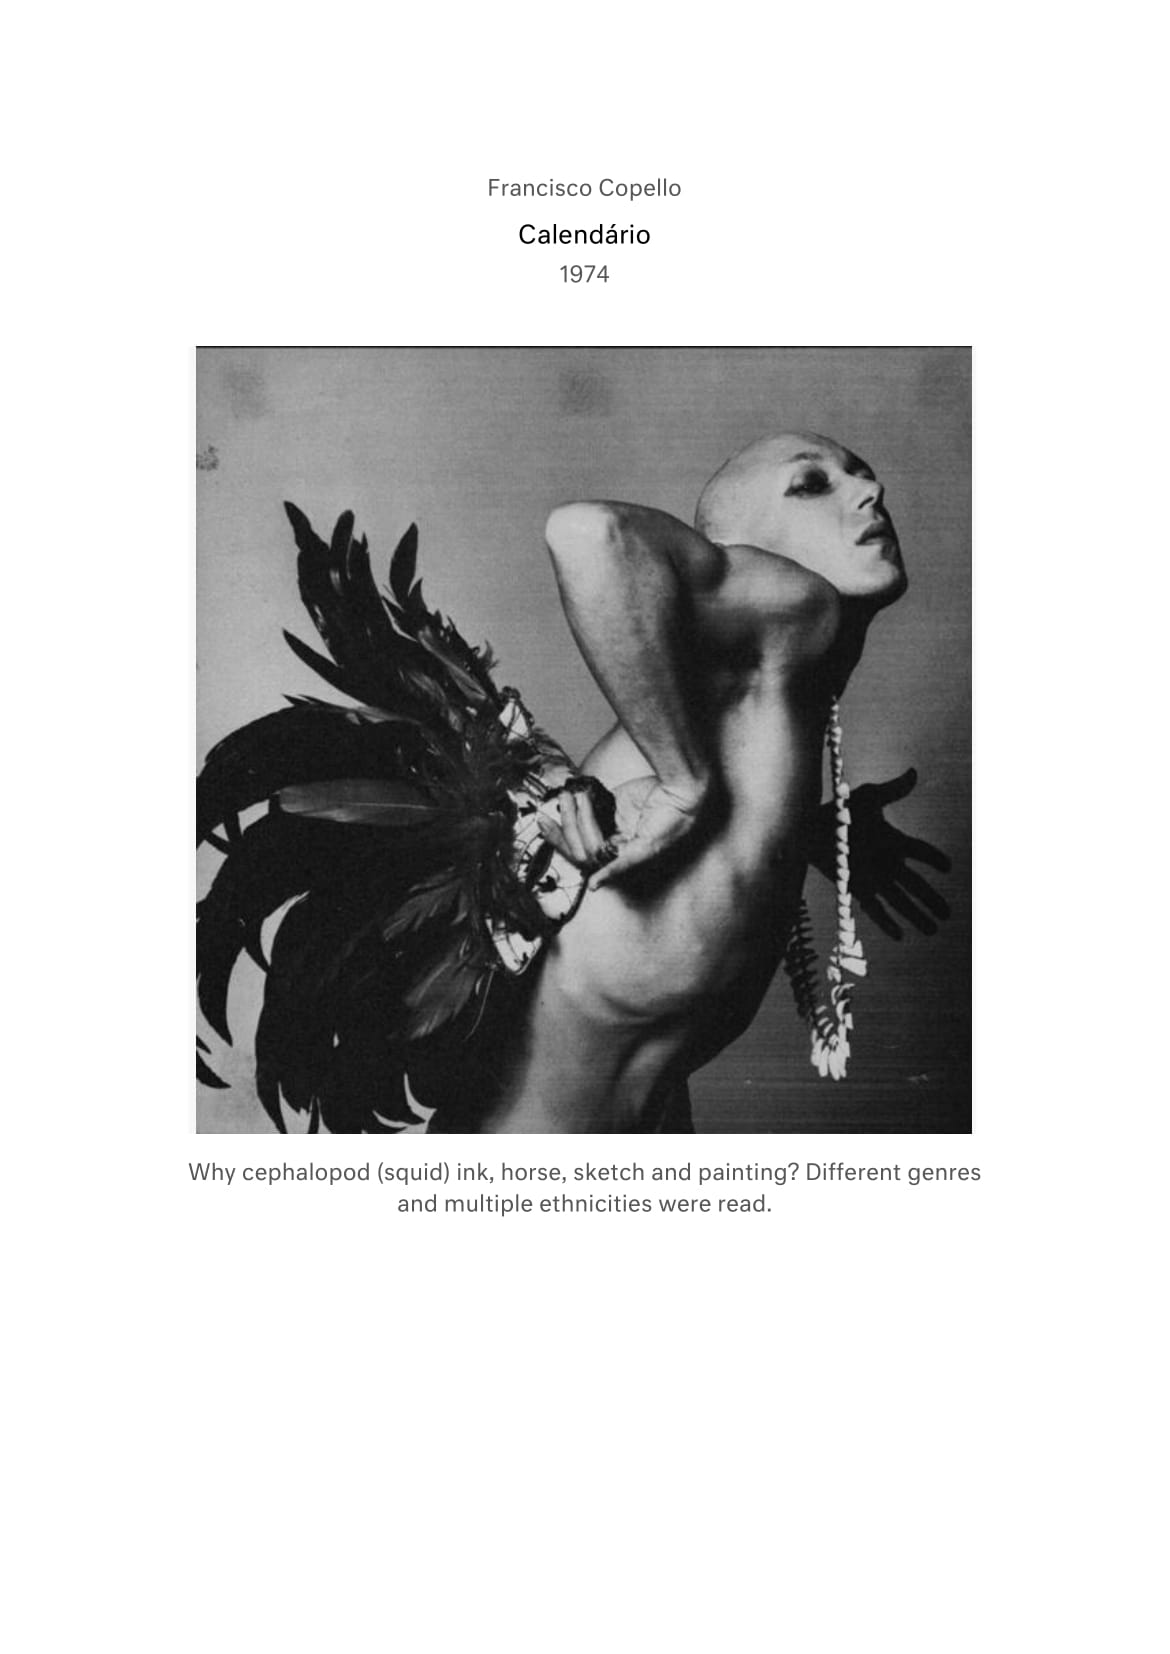 Francisco Copello
Calendário
1974
Why cephalopod (squid) ink, horse, sketch and painting? Different genres
and multiple ethnicities were read.